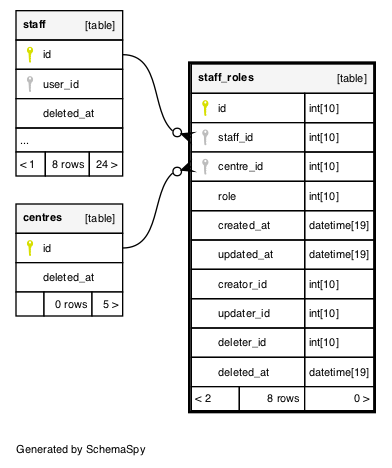 staff [table]
id
user_id
deleted_at
...
< 1 8 rows 24 >
centres [table]
id
deleted_at
0 rows 5 >
staff_roles [table]
id int[10]
staff_id int[10]
centre_id int[10]
role int[10]
created_at datetime[19]
updated_at datetime[19]
creator_id int[10]
updater_id int[10]
deleter_id int[10]
deleted_at datetime[19]
< 2 8 rows 0 >
Generated by SchemaSpy